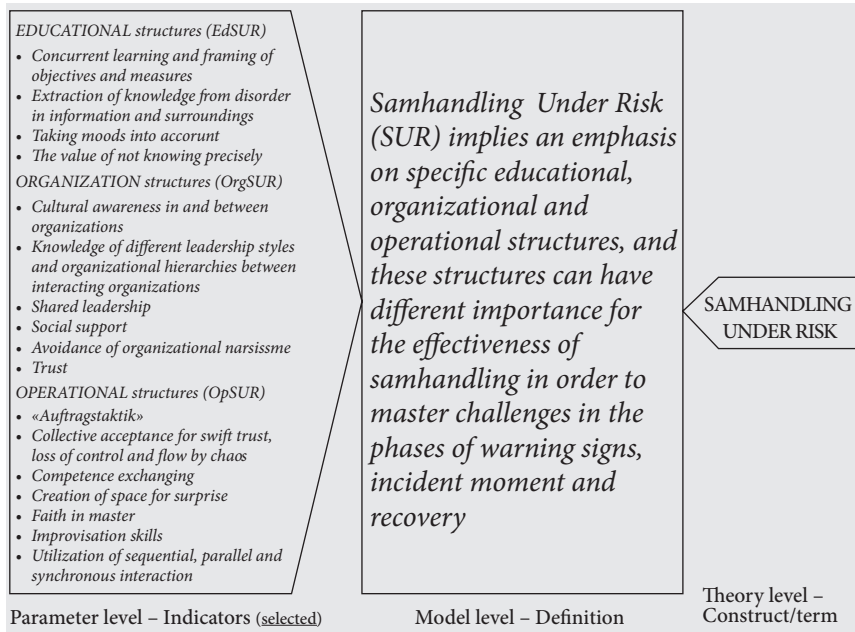 EDUCATIONAL structures (EdSUR)
• Concurrent learning and framing of
objectives and measures
• Extraction of knowledge from disorder
in information and surroundings
• Taking moods into accorunt
• The value of not knowing precisely
ORGANIZATION structures (OrgSUR)
• Cultural awareness in and between
organizations
• Knowledge of different leadership styles
and organizational hierarchies between
interacting organizations
• Shared leadership
• Social support
• Avoidance of organizational narsissme
• Trust
OPERATIONAL structures (OpSUR)
• «Auftragstaktik»
• Collective acceptance for swift trust,
loss of control and flow by chaos
• Competence exchanging
• Creation of space for surprise
• Faith in master
• Improvisation skills
• Utilization of sequential, parallel and
synchronous interaction
Parameter level – Indicators (selected)
Samhandling Under Risk
(SUR) implies an emphasis
on specific educational,
organizational and
operational structures, and
these structures can have
different importance for
the effectiveness of
samhandling in order to
master challenges in the
phases of warning signs,
incident moment and
recovery
Model level – Definition
SAMHANDLING
UNDER RISK
Theory level –
Construct/term